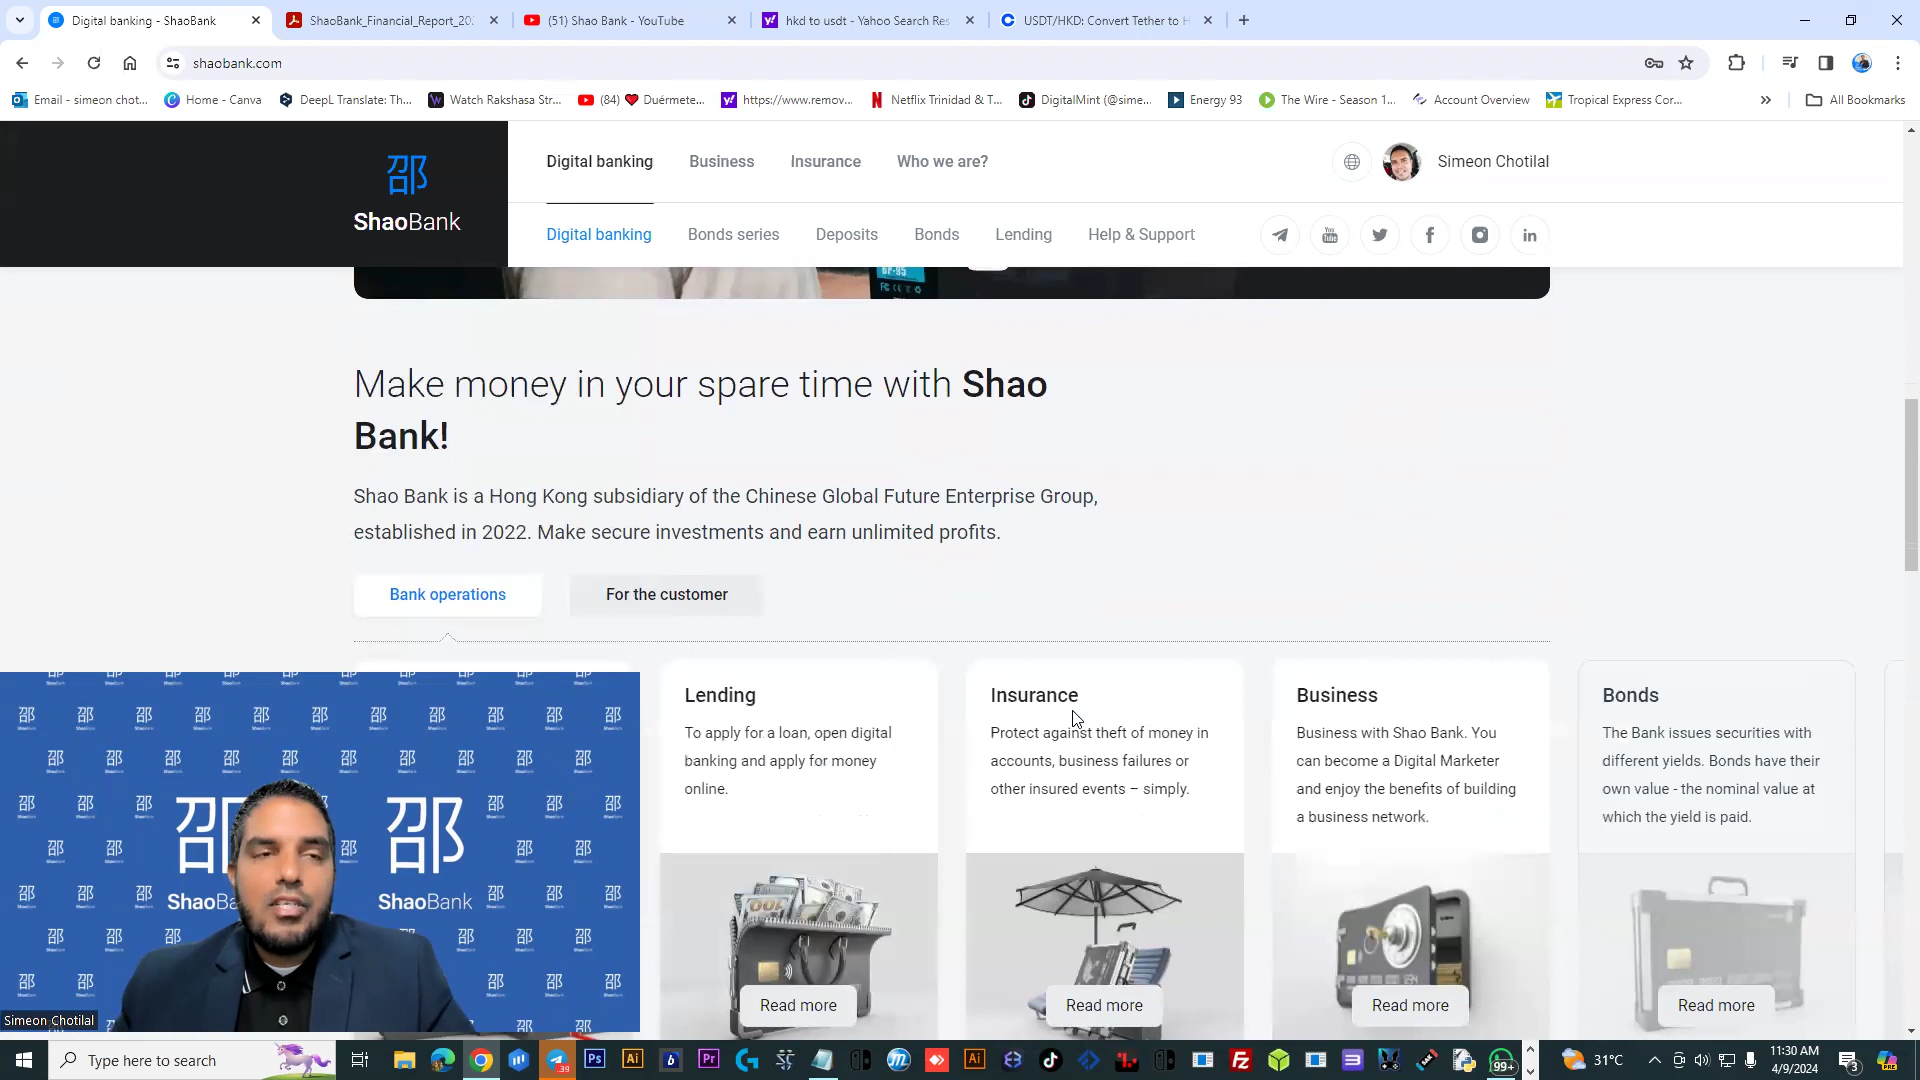 Digital banking - ShaoBank
ShaoBank_Financial_Report_20
(51) Shao Bank - YouTube
hkd to usdt - Yahoo Search Res
USDT/HKD: Convert Tether to H
shaobank.com
Email - simeon chot...
Home - Canva
DeepL Translate: Th...
Watch Rakshasa Str...
(84) ❤ Duérmete...
https://www.remov...
Netflix Trinidad & T...
DigitalMint (@sime...
Energy 93
The Wire - Season 1...
Account Overview
Tropical Express Cor...
All Bookmarks
邵
ShaoBank
Digital banking
Business
Insurance
Who we are?
Simeon Chotilal
Digital banking
Bonds series
Deposits
Bonds
Lending
Help & Support
Make money in your spare time with Shao
Bank!
Shao Bank is a Hong Kong subsidiary of the Chinese Global Future Enterprise Group,
established in 2022. Make secure investments and earn unlimited profits.
Bank operations
For the customer
Lending
To apply for a loan, open digital
banking and apply for money
online.
Read more
Insurance
Protect against theft of money in
accounts, business failures or
other insured events – simply.
Read more
Business
Business with Shao Bank. You
can become a Digital Marketer
and enjoy the benefits of building
a business network.
Read more
Bonds
The Bank issues securities with
different yields. Bonds have their
own value - the nominal value at
which the yield is paid.
Read more
邵
ShaoBank
Simeon Chotilal
Type here to search
31°C
11:30 AM
4/9/2024